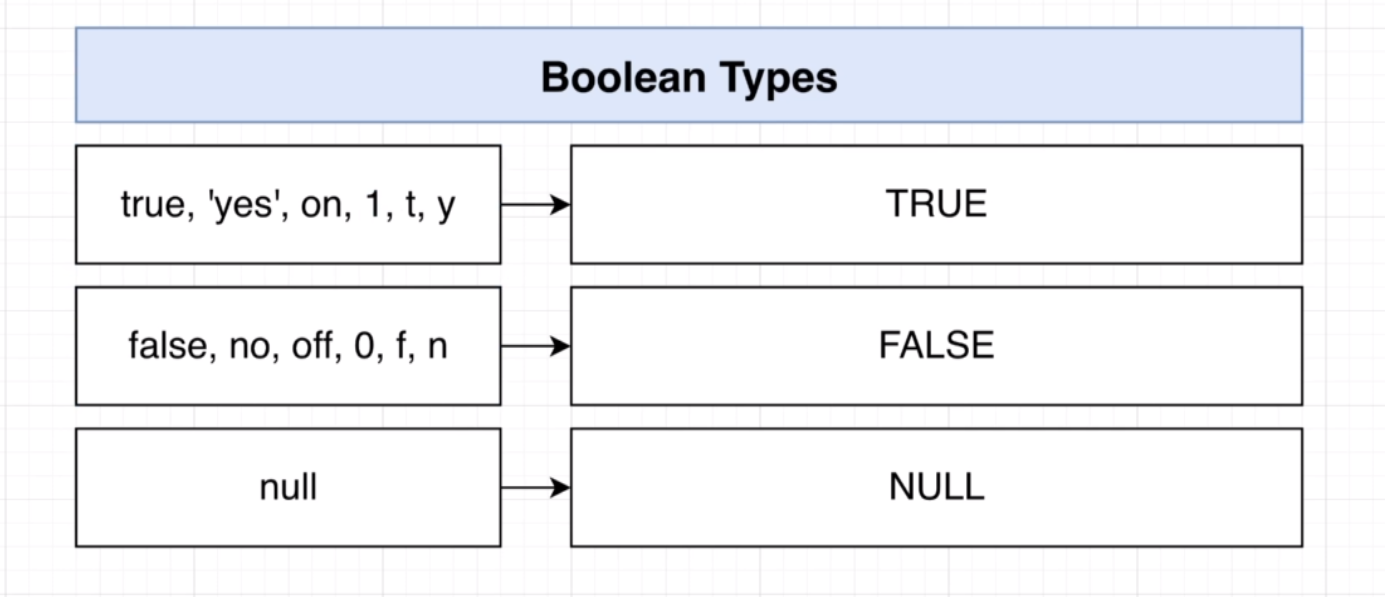 Boolean Types
true, 'yes', on, 1, t, y
TRUE
false, no, off, 0, f, n
FALSE
null
NULL